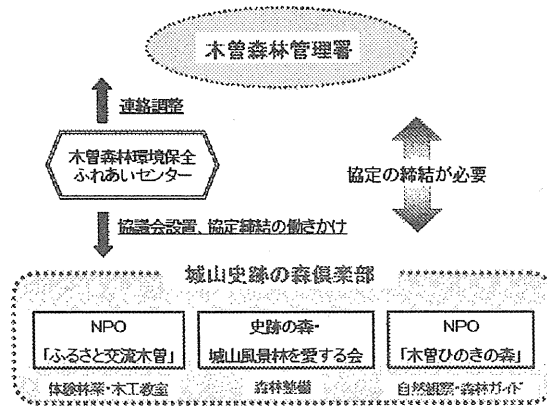 木曽森林管理署
連絡調整
木曽森林環境保全
ふれあいセンター
協定の締結が必要
協議会設置、協定締結の働きかけ
城山史跡の森倶楽部
NPO
「ふるさと交流木曽」
史跡の森・
城山風景林を愛する会
NPO
「木曽ひのきの森」
体験林業・木工教室
森林整備
自然観察・森林ガイド